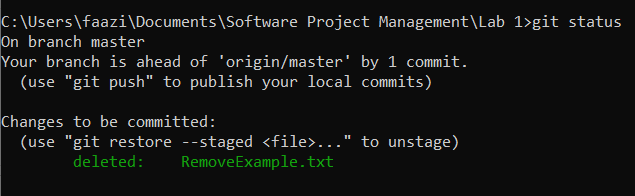 C:\Users\faazi\Documents\Software Project Management\Lab 1>git status
On branch master
Your branch is ahead of 'origin/master' by 1 commit.
  (use "git push" to publish your local commits)

Changes to be committed:
  (use "git restore --staged <file>..." to unstage)
        deleted:    RemoveExample.txt